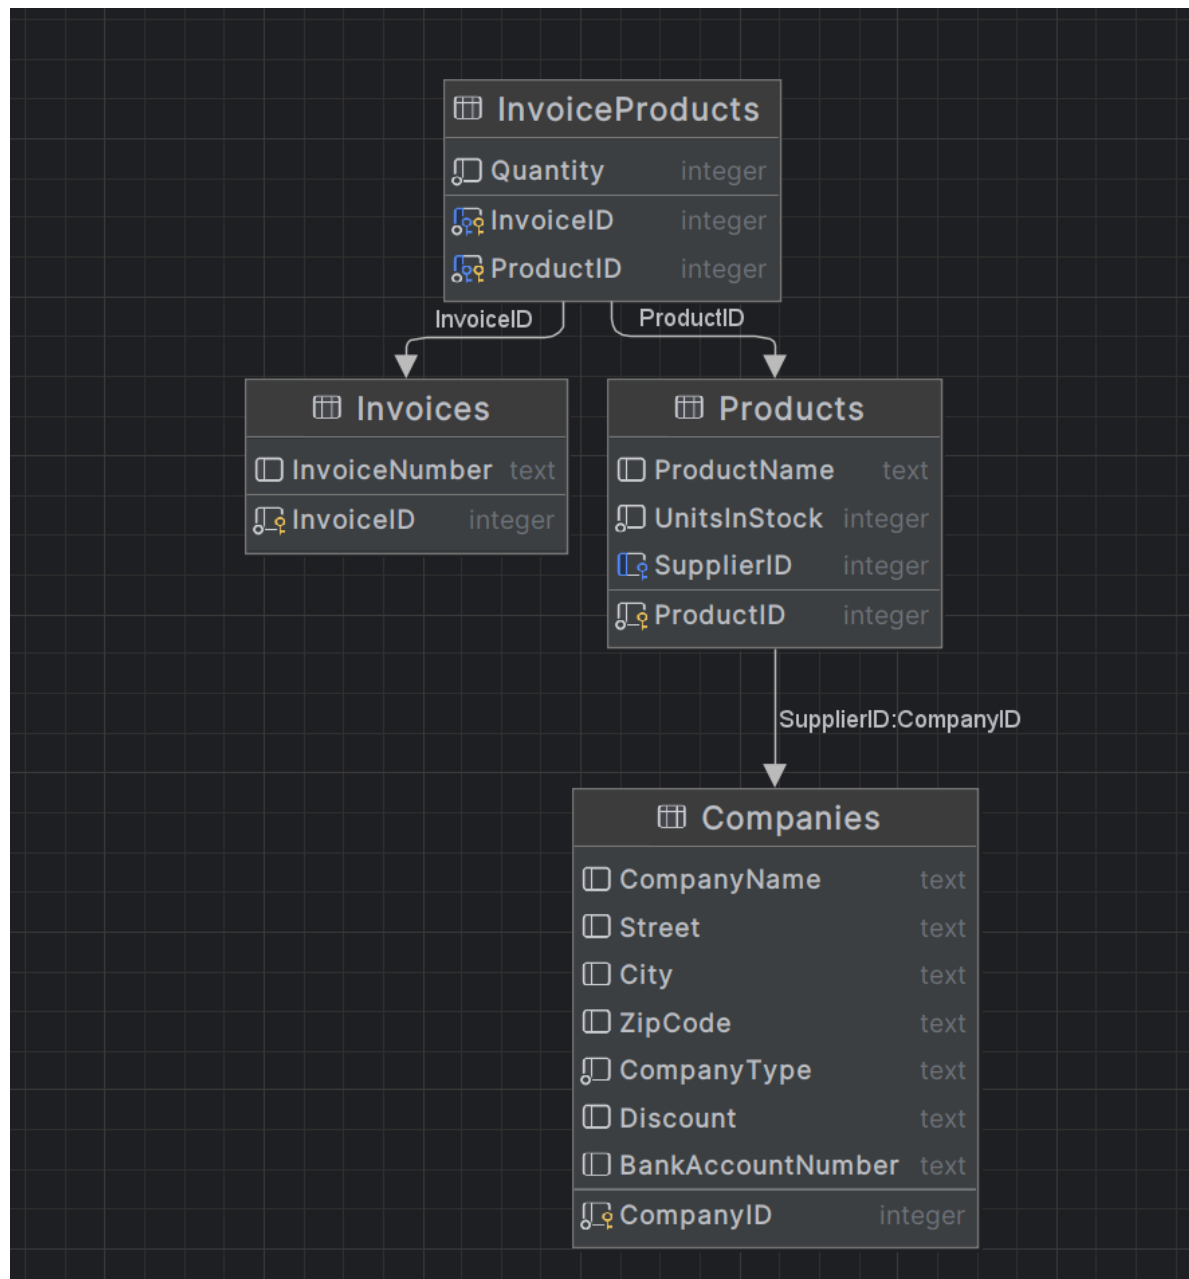 InvoiceProducts
Quantity integer
InvoiceID integer
ProductID integer
InvoiceID ProductID
Invoices
InvoiceNumber text
InvoiceID integer
Products
ProductName text
UnitsInStock integer
SupplierID integer
ProductID integer
SupplierID:CompanyID
Companies
CompanyName text
Street text
City text
ZipCode text
CompanyType text
Discount text
BankAccountNumber text
CompanyID integer